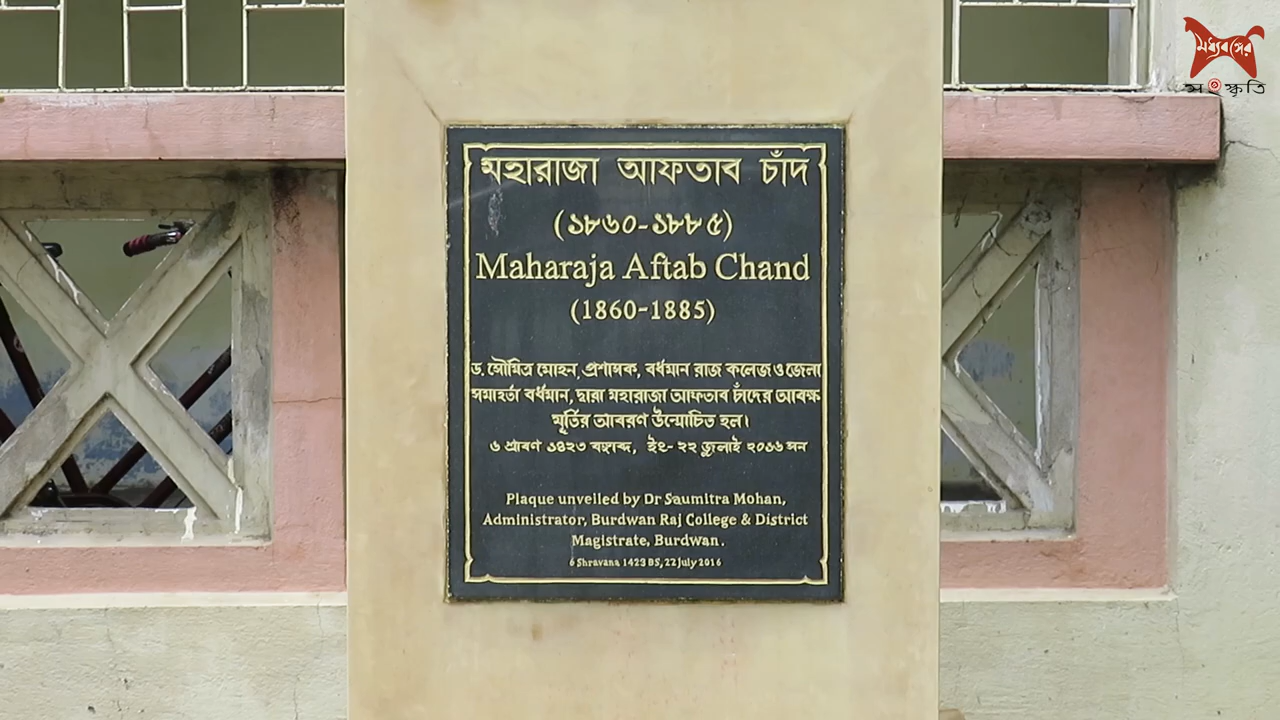 মধ্যবঙ্গের
সংস্কৃতি
মহারাজা আফতাব চাঁদ
(১৮৬০-১৮৮৫)
Maharaja Aftab Chand
(1860-1885)
ড. সৌমিত্র মোহন, প্রশাসক, বর্ধমান রাজ কলেজ ও জেলা
সমাহর্তা বর্ধমান, দ্বারা মহারাজা আফতাব চাঁদের আবক্ষ
মূর্তির আবরণ উন্মোচিত হল।
৬ শ্রাবণ ১৪২৩ বঙ্গাব্দ, ইং- ২২ জুলাই ২০১৬ সন
Plaque unveiled by Dr Saumitra Mohan,
Administrator, Burdwan Raj College & District
Magistrate, Burdwan.
6 Shravana 1423 BS, 22 July 2016